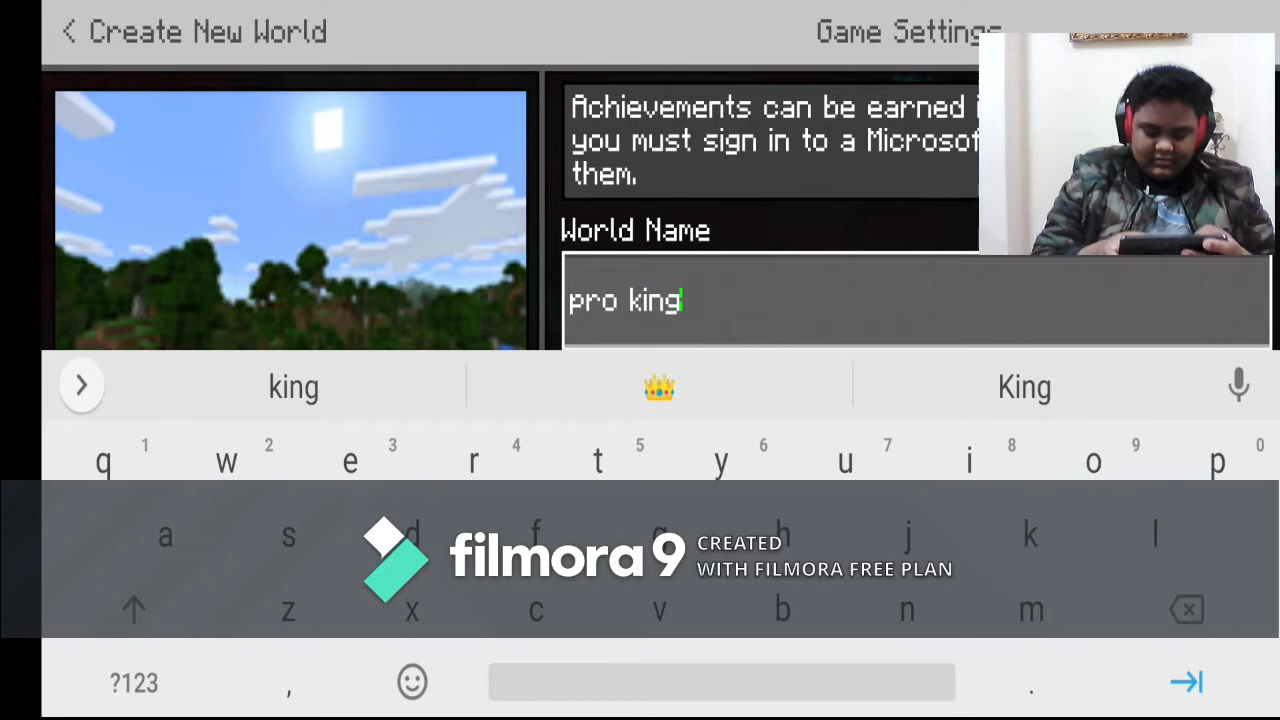 Create New World
Game Settings
Achievements can be earned
you must sign in to a Microsof
them.
World Name
pro king
king
King
1 2 3 4 5 6 7 8 9 0
q w e r t y u i o p
a s d f g h j k l
filmora9
CREATED
WITH FILMORA FREE PLAN
z x c v b n m
?123
,
.